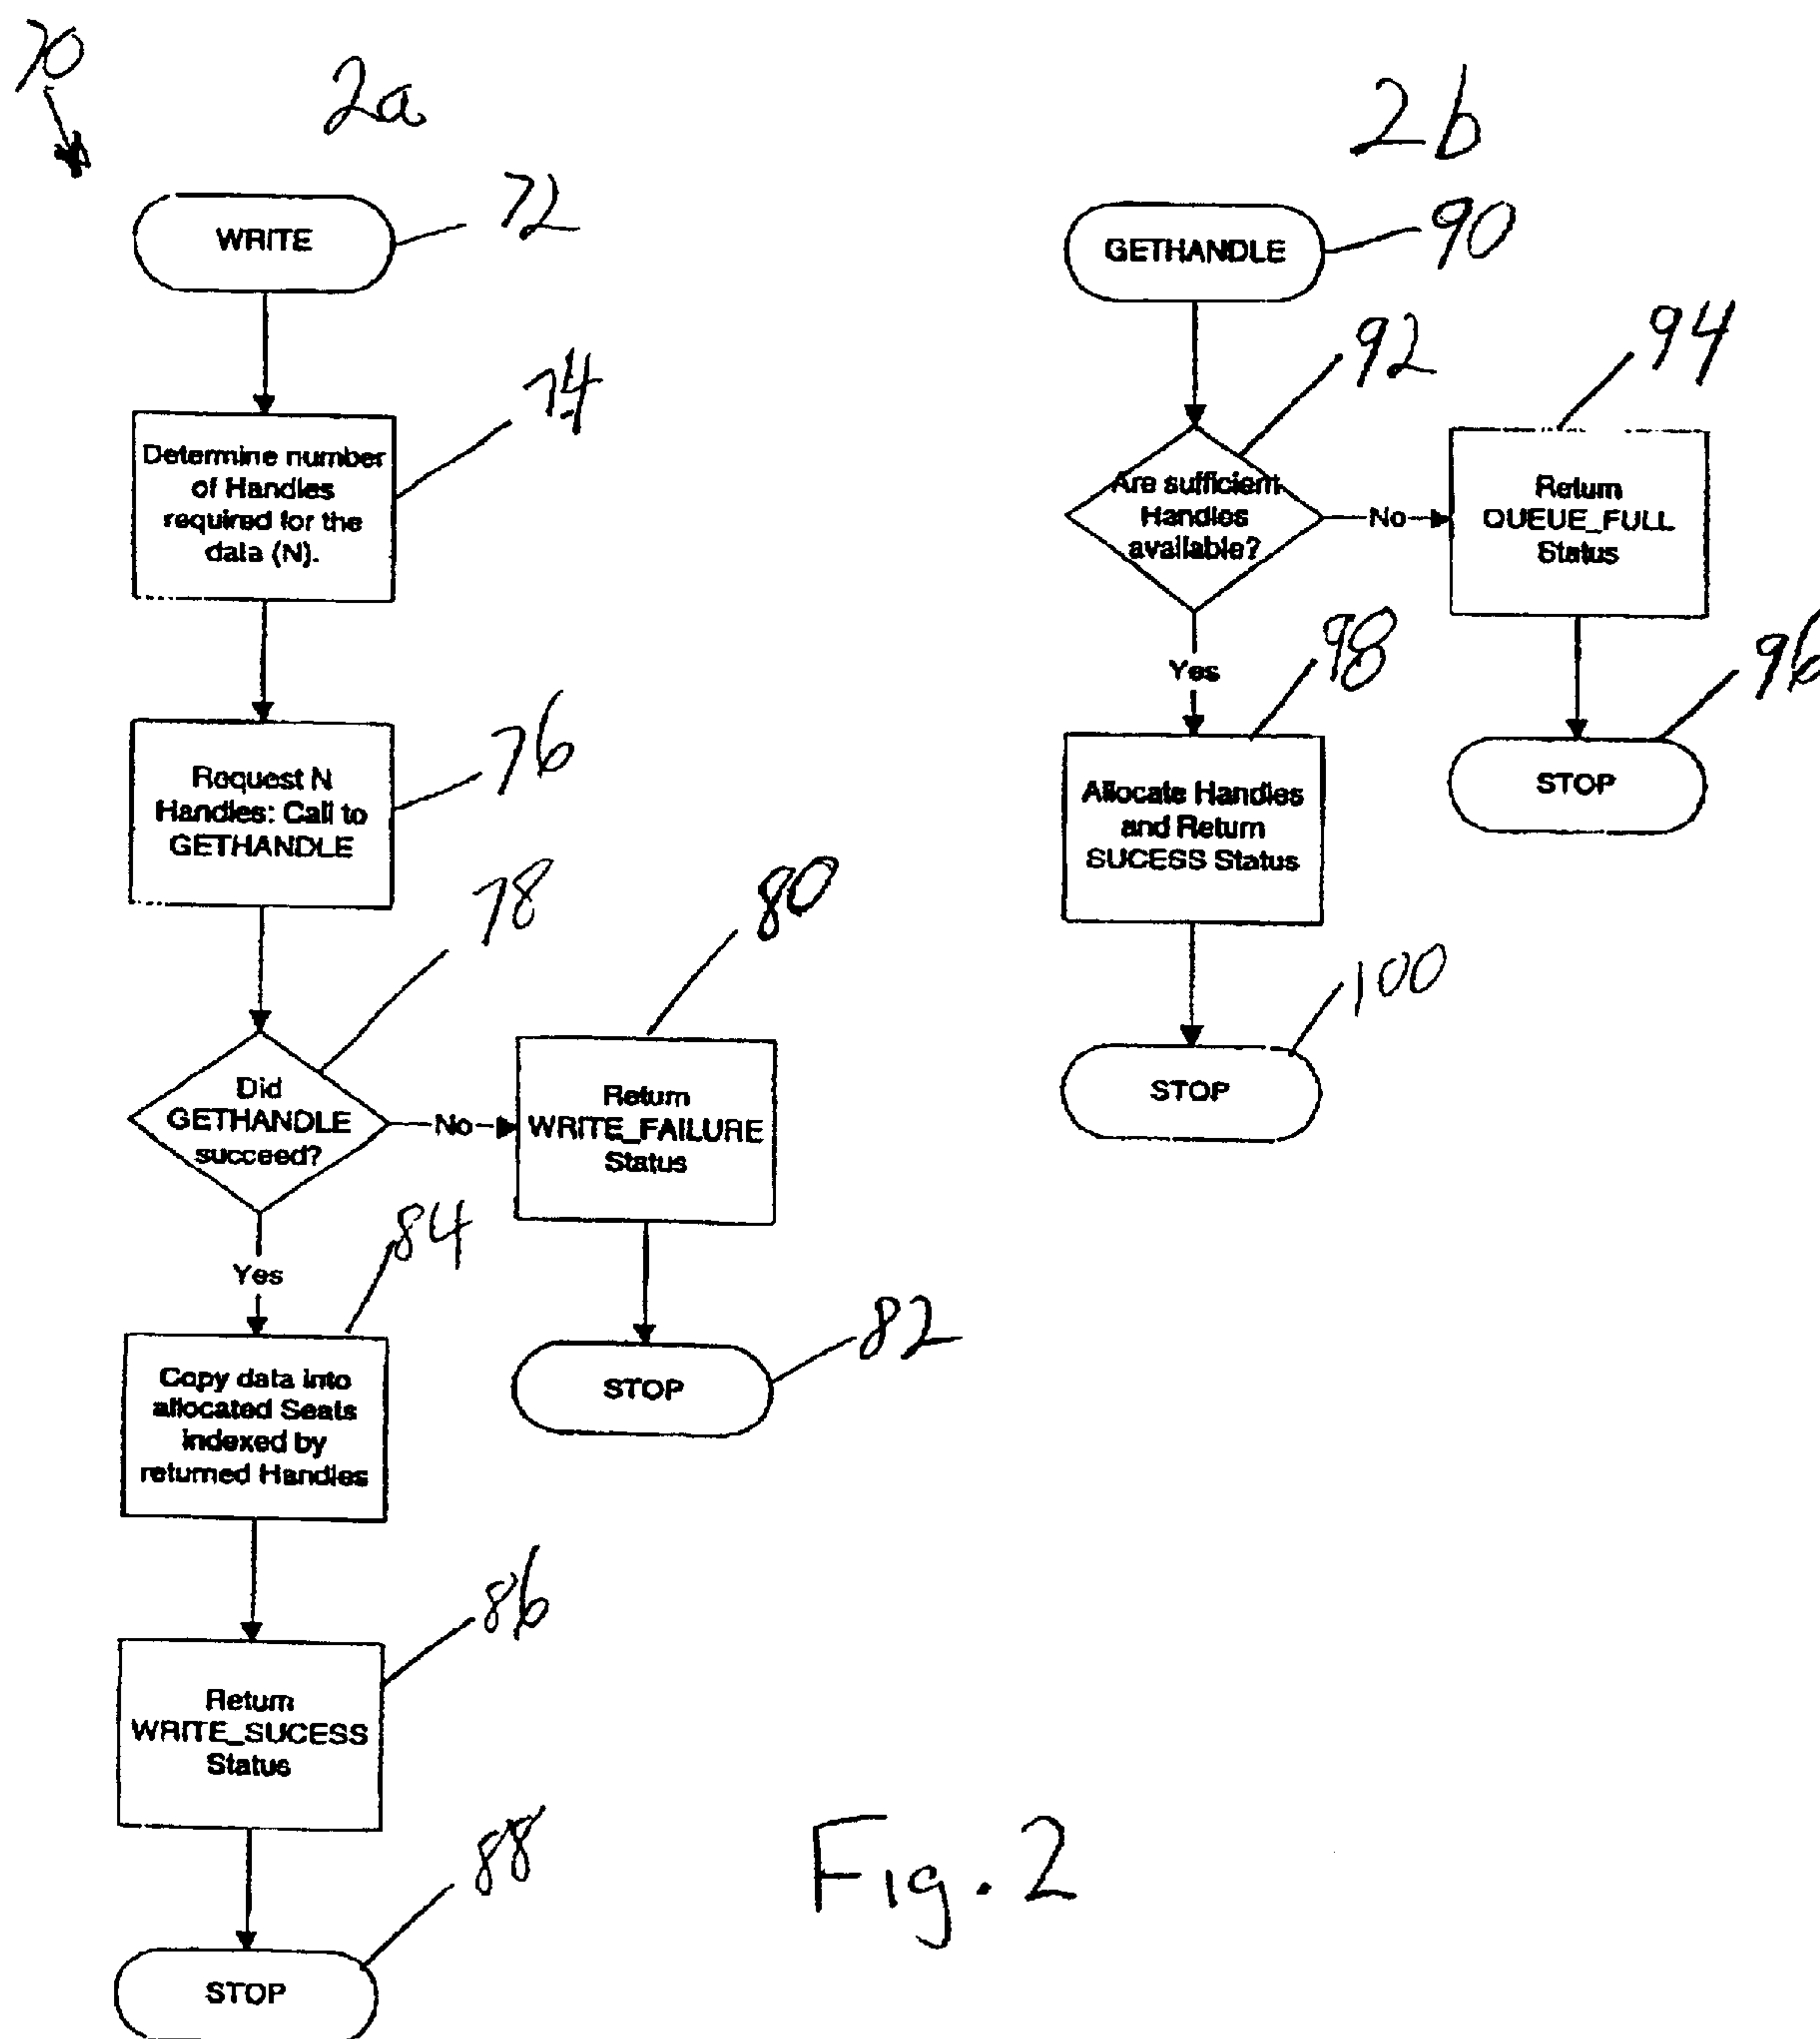 70
2a
WRITE
72
Determine number
of Handles
required for the
data (N).
74
Request N
Handles: Call to
GETHANDLE
76
Did
GETHANDLE
succeed?
78
No
Return
WRITE_FAILURE
Status
80
STOP
82
Yes
Copy data into
allocated Seats
indexed by
returned Handles
84
Return
WRITE_SUCESS
Status
86
STOP
88
2b
GETHANDLE
90
Are sufficient
Handles
available?
92
No
Return
QUEUE_FULL
Status
94
STOP
96
Yes
Allocate Handles
and Return
SUCESS Status
98
STOP
100
Fig. 2